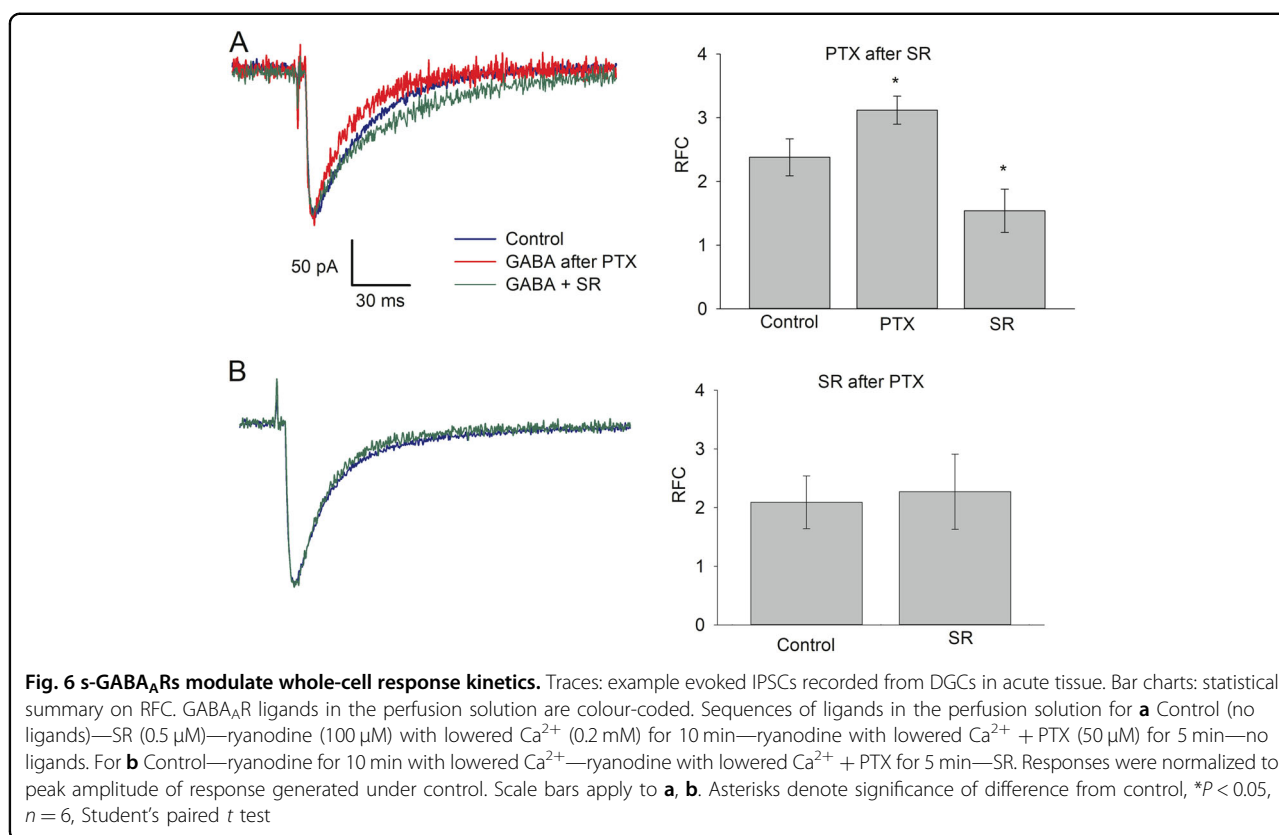 A
Control
GABA after PTX
GABA + SR
50 pA
30 ms
PTX after SR
4
3
2
1
0
RFC
*
*
Control
PTX
SR
B
SR after PTX
4
3
2
1
0
RFC
Control
SR
Fig. 6 s-GABA_ARs modulate whole-cell response kinetics. Traces: example evoked IPSCs recorded from DGCs in acute tissue. Bar charts: statistical
summary on RFC. GABA_AR ligands in the perfusion solution are colour-coded. Sequences of ligands in the perfusion solution for a Control (no
ligands)—SR (0.5 μM)—ryanodine (100 μM) with lowered Ca²⁺ (0.2 mM) for 10 min—ryanodine with lowered Ca²⁺ + PTX (50 μM) for 5 min—no
ligands. For b Control—ryanodine for 10 min with lowered Ca²⁺—ryanodine with lowered Ca²⁺ + PTX for 5 min—SR. Responses were normalized to
peak amplitude of response generated under control. Scale bars apply to a, b. Asterisks denote significance of difference from control, *P < 0.05,
n = 6, Student's paired t test